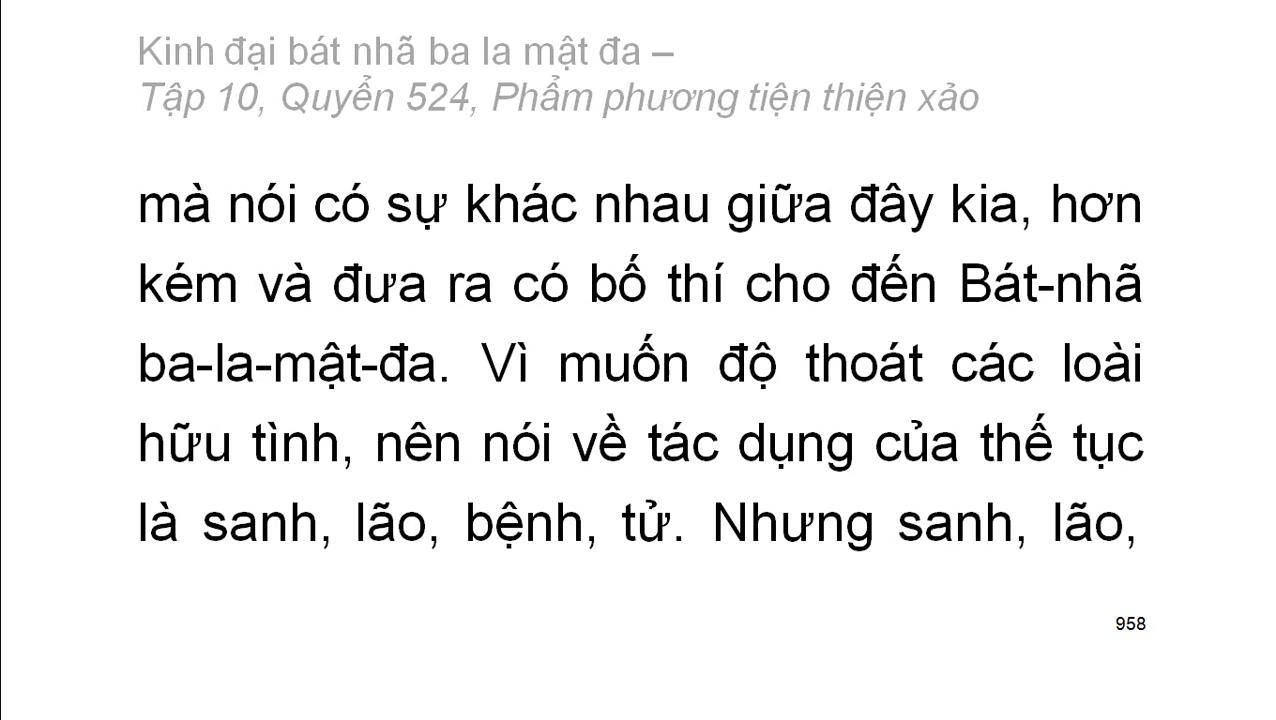 Kinh đại bát nhã ba la mật đa –
Tập 10, Quyển 524, Phẩm phương tiện thiện xảo
mà nói có sự khác nhau giữa đây kia, hơn
kém và đưa ra có bố thí cho đến Bát-nhã
ba-la-mật-đa. Vì muốn độ thoát các loài
hữu tình, nên nói về tác dụng của thế tục
là sanh, lão, bệnh, tử. Nhưng sanh, lão,
958